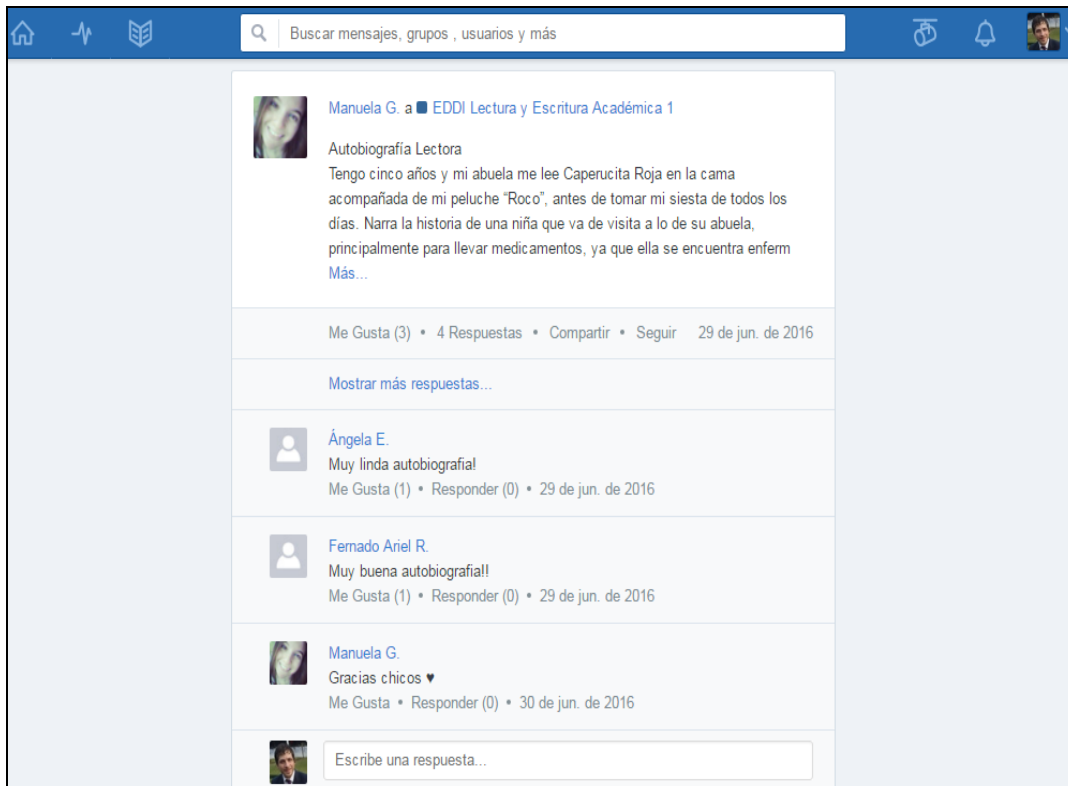 Buscar mensajes, grupos , usuarios y más
Manuela G. a EDDI Lectura y Escritura Académica 1
Autobiografía Lectora
Tengo cinco años y mi abuela me lee Caperucita Roja en la cama
acompañada de mi peluche “Roco”, antes de tomar mi siesta de todos los
días. Narra la historia de una niña que va de visita a lo de su abuela,
principalmente para llevar medicamentos, ya que ella se encuentra enferm
Más...
Me Gusta (3) • 4 Respuestas • Compartir • Seguir 29 de jun. de 2016
Mostrar más respuestas...
Ángela E.
Muy linda autobiografia!
Me Gusta (1) • Responder (0) • 29 de jun. de 2016
Fernado Ariel R.
Muy buena autobiografia!!
Me Gusta (1) • Responder (0) • 29 de jun. de 2016
Manuela G.
Gracias chicos ♥
Me Gusta • Responder (0) • 30 de jun. de 2016
Escribe una respuesta...